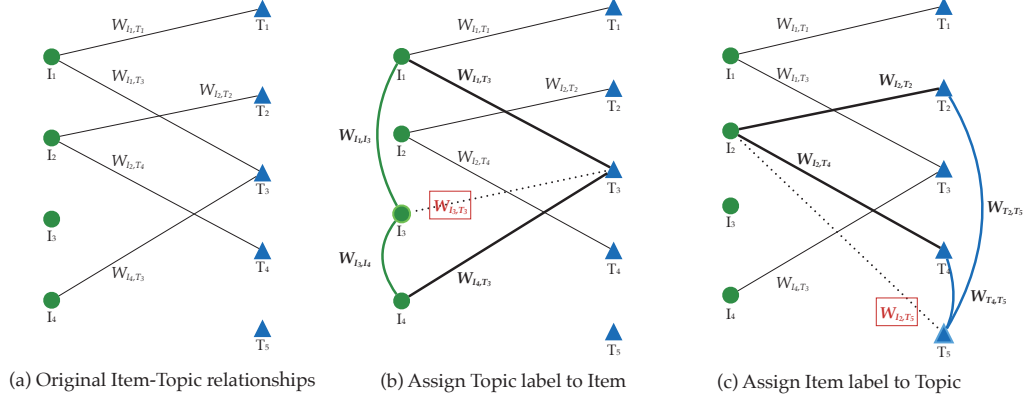 W_{I1,T1}
T1
I1
W_{I1,T3}
W_{I2,T2}
T2
I2
W_{I2,T4}
T3
I3
T4
W_{I4,T3}
I4
T5
(a) Original Item-Topic relationships
W_{I1,T1}
T1
I1
W_{I1,T3}
W_{I2,T2}
T2
W_{I1,I3}
I2
W_{I2,T4}
T3
W_{I3,T3}
I3
W_{I3,I4}
T4
W_{I4,T3}
I4
T5
(b) Assign Topic label to Item
W_{I1,T1}
T1
I1
W_{I1,T3}
W_{I2,T2}
T2
I2
W_{I2,T4}
T3
W_{T2,T5}
I3
T4
W_{I4,T3}
W_{T4,T5}
I4
W_{I2,T5}
T5
(c) Assign Item label to Topic